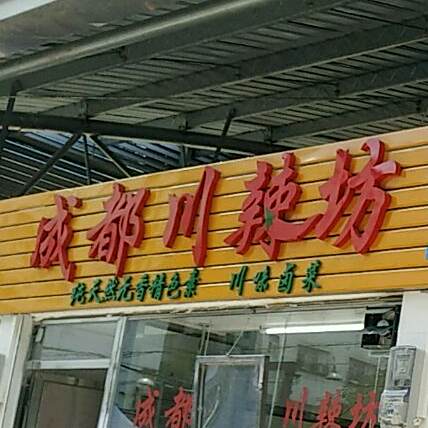 成都川辣坊
纯天然无香精色素 川味卤菜
成都 川辣坊